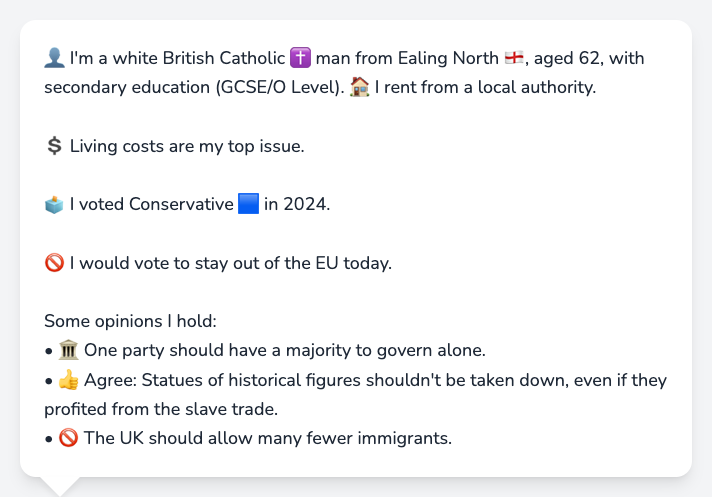 👤 I'm a white British Catholic ✝️ man from Ealing North 🏴󠁧󠁢󠁥󠁮󠁧󠁿, aged 62, with
secondary education (GCSE/O Level). 🏠 I rent from a local authority.
💲 Living costs are my top issue.
🗳️ I voted Conservative 🟦 in 2024.
🚫 I would vote to stay out of the EU today.
Some opinions I hold:
• 🏛️ One party should have a majority to govern alone.
• 👍 Agree: Statues of historical figures shouldn't be taken down, even if they
profited from the slave trade.
• 🚫 The UK should allow many fewer immigrants.